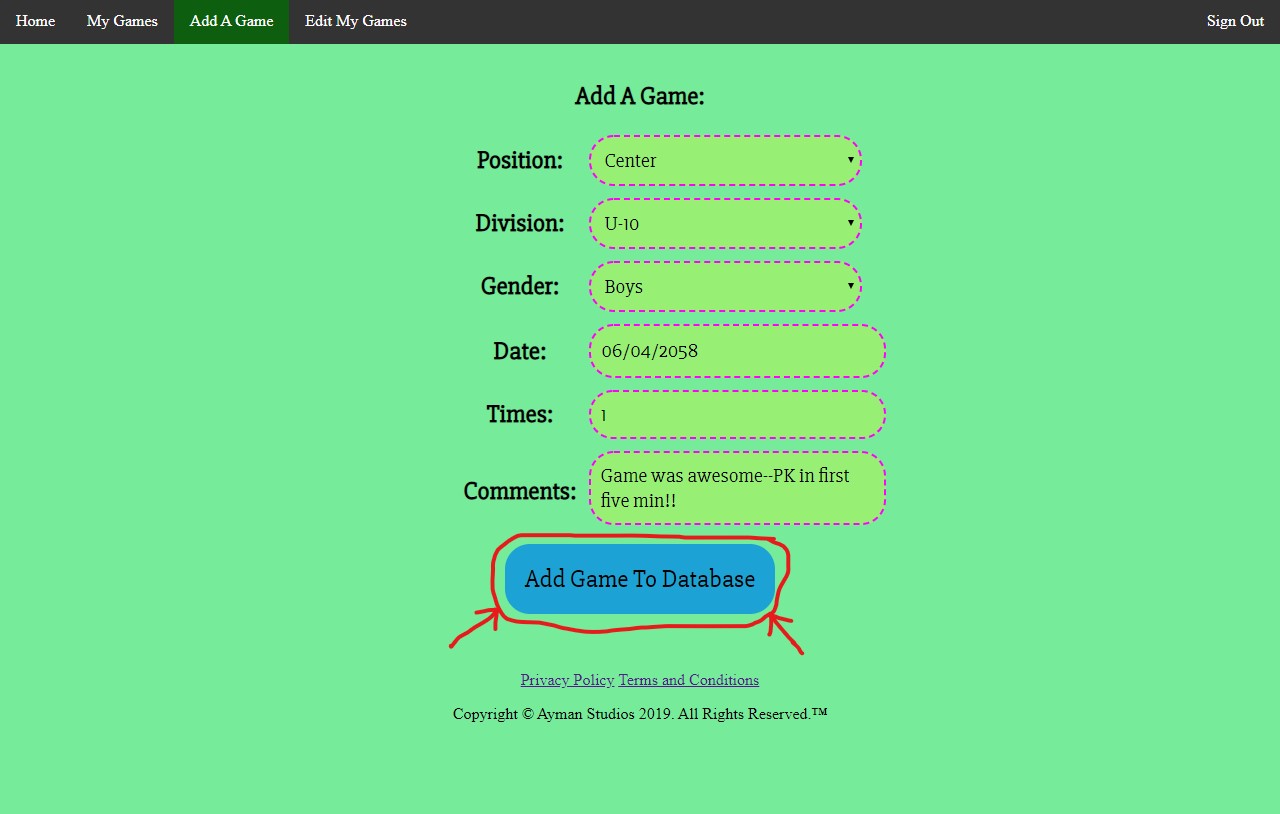 Home My Games Add A Game Edit My Games Sign Out
Add A Game:
Position: Center
Division: U-10
Gender: Boys
Date: 06/04/2058
Times: 1
Comments: Game was awesome--PK in first
five min!!
Add Game To Database
Privacy Policy Terms and Conditions
Copyright © Ayman Studios 2019. All Rights Reserved.™